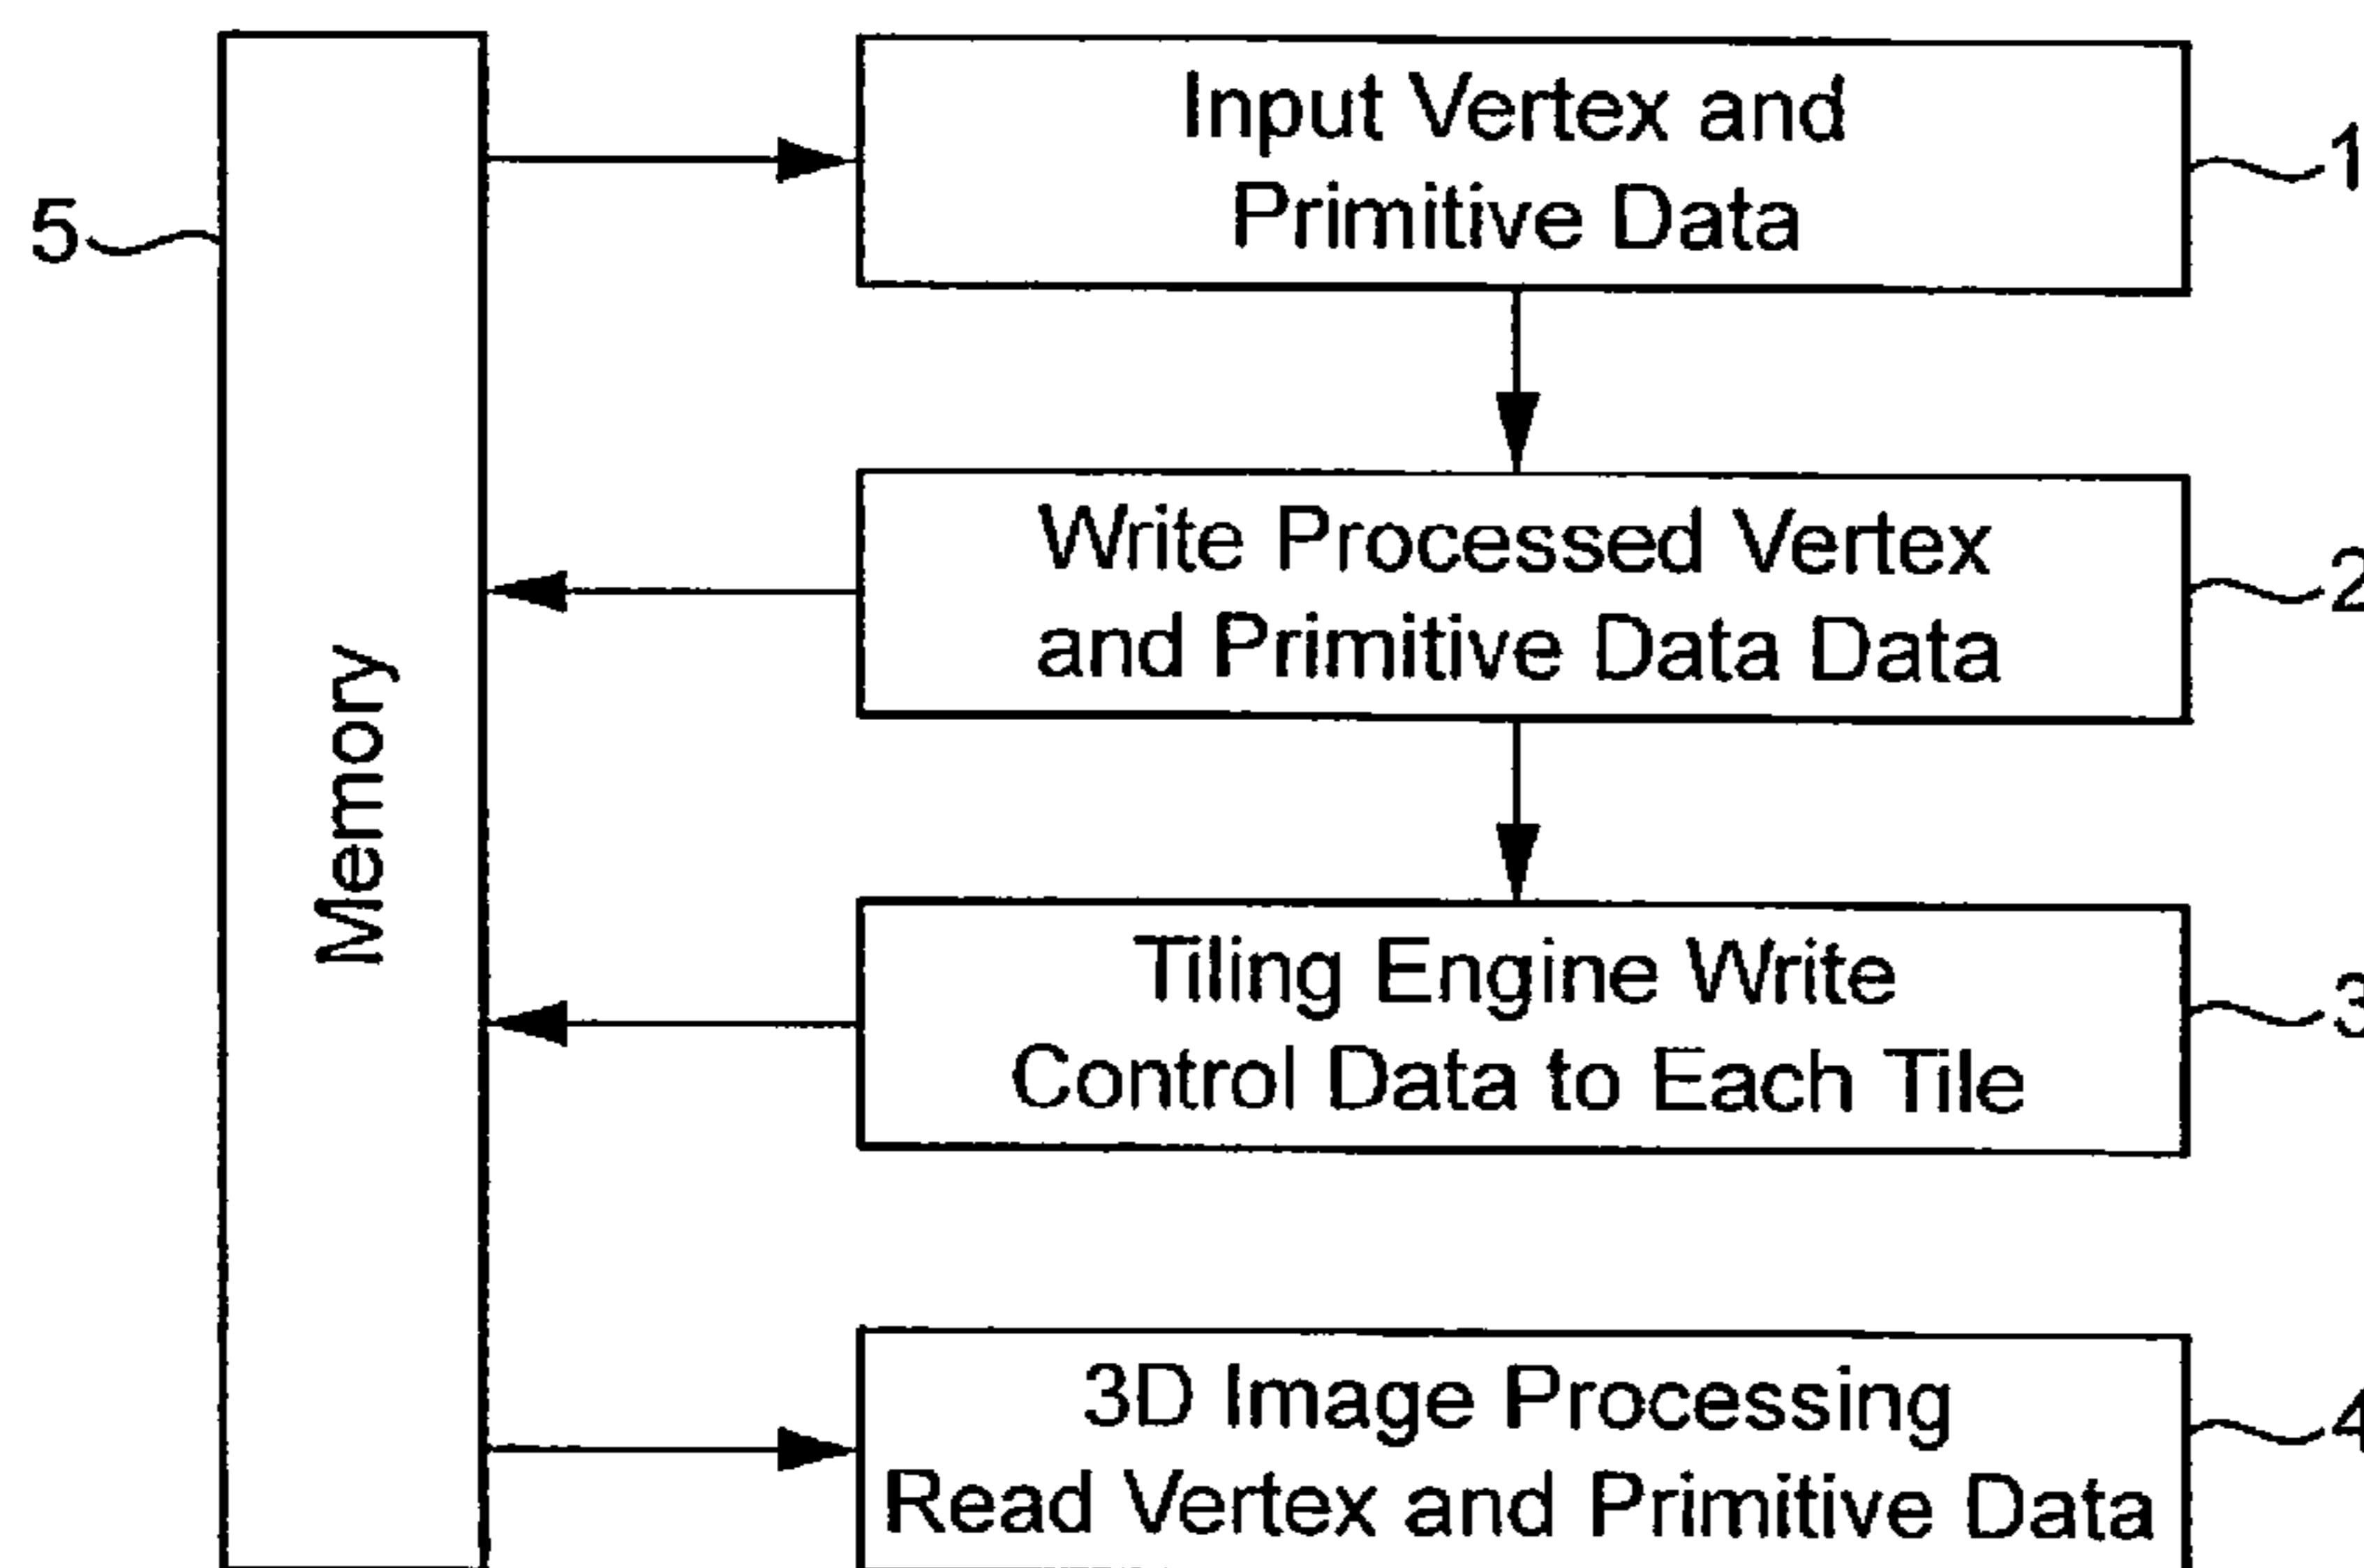 Input Vertex and
Primitive Data
1
5
Write Processed Vertex
and Primitive Data Data
2
Memory
Tiling Engine Write
Control Data to Each Tile
3
3D Image Processing
Read Vertex and Primitive Data
4